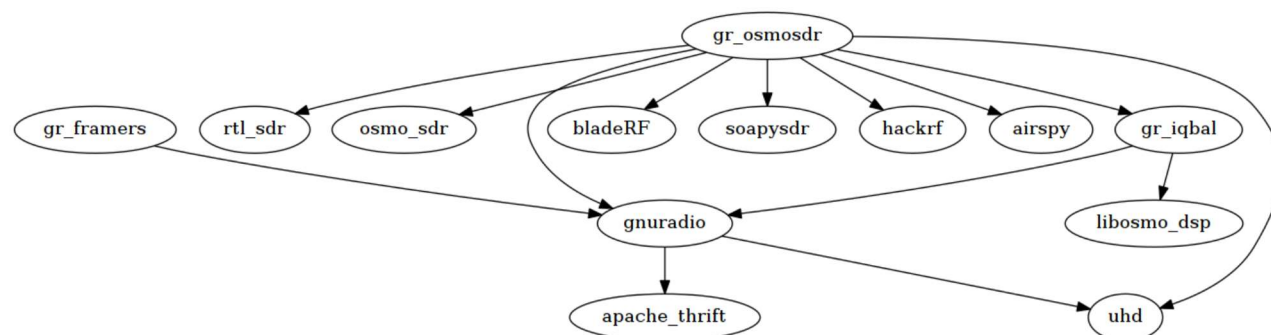 gr_osmosdr
gr_framers
rtl_sdr
osmo_sdr
bladeRF
soapysdr
hackrf
airspy
gr_iqbal
gnuradio
libosmo_dsp
apache_thrift
uhd